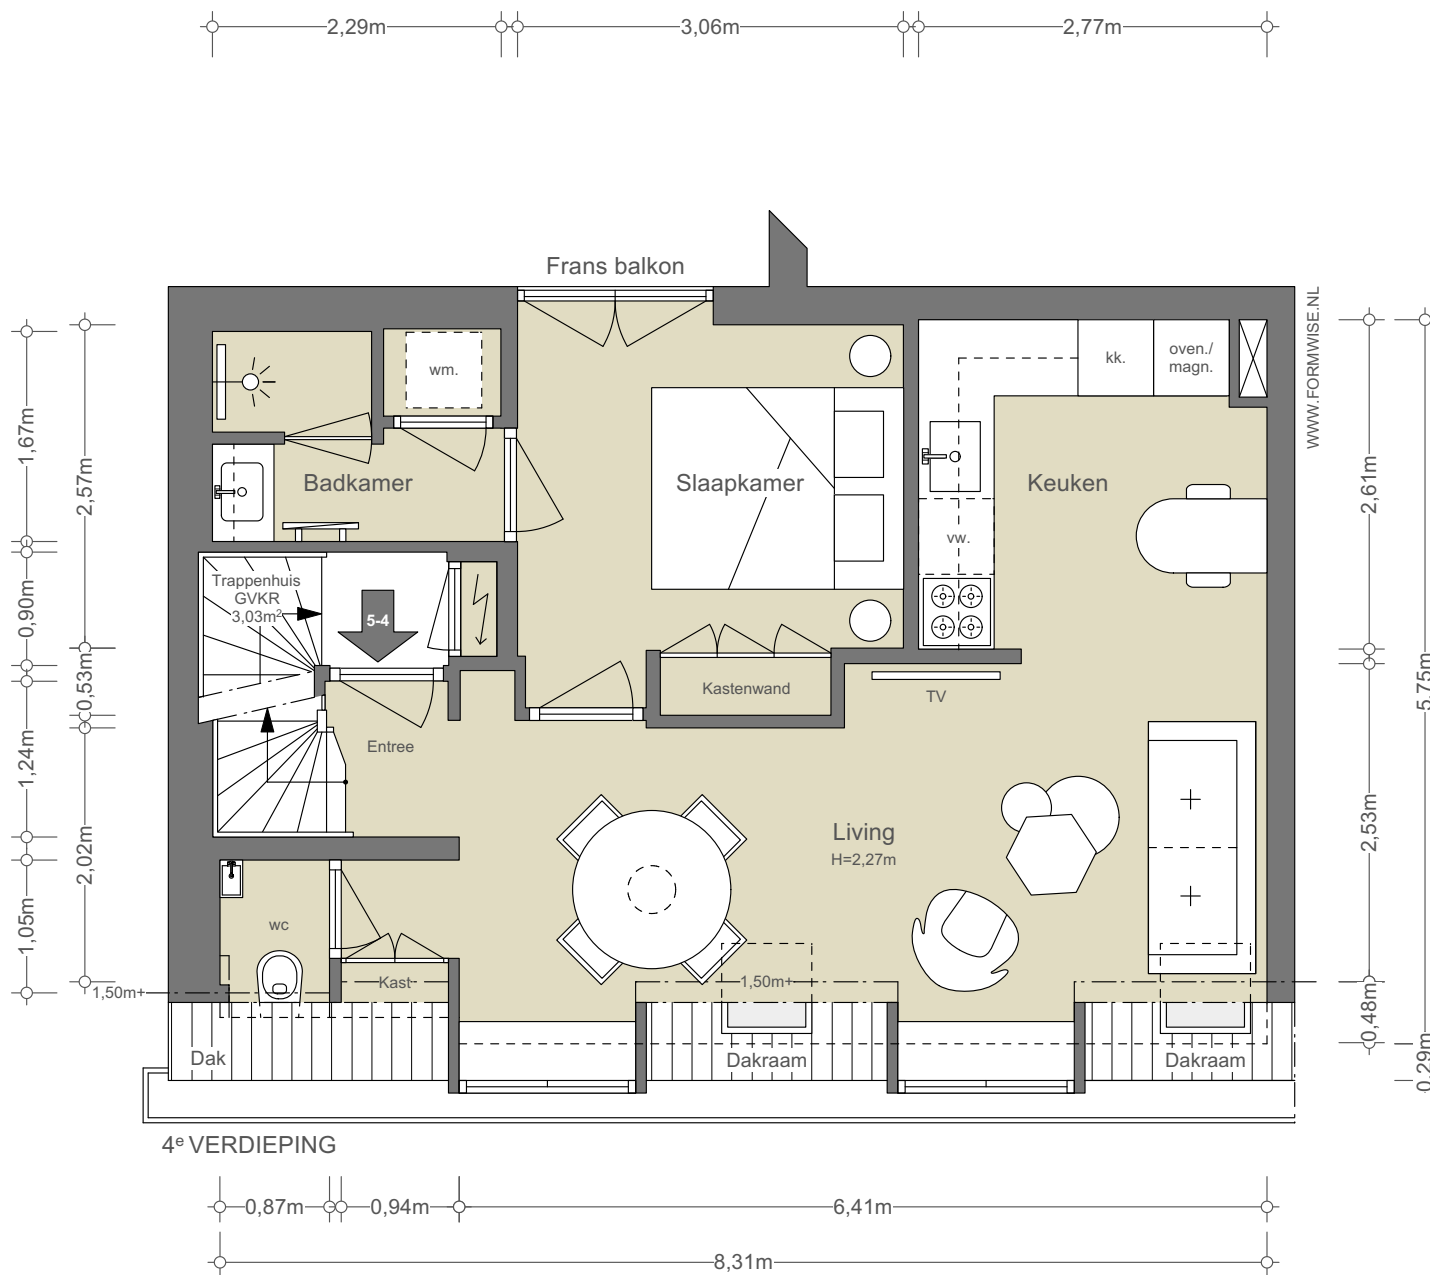 2,29m
3,06m
2,77m
Frans balkon
WWW.FORMWISE.NL
wm.
kk.
oven./
magn.
1,67m
2,57m
Badkamer
Slaapkamer
Keuken
2,61m
vw.
Trappenhuis
GVKR
3,03m²
5-4
0,90m
0,53m
Kastenwand
TV
5,75m
Entree
1,24m
Living
H=2,27m
2,53m
2,02m
1,05m
wc
Kast
1,50m+
1,50m+
0,48m
Dak
Dakraam
Dakraam
0,29m
4e VERDIEPING
0,87m
0,94m
6,41m
8,31m